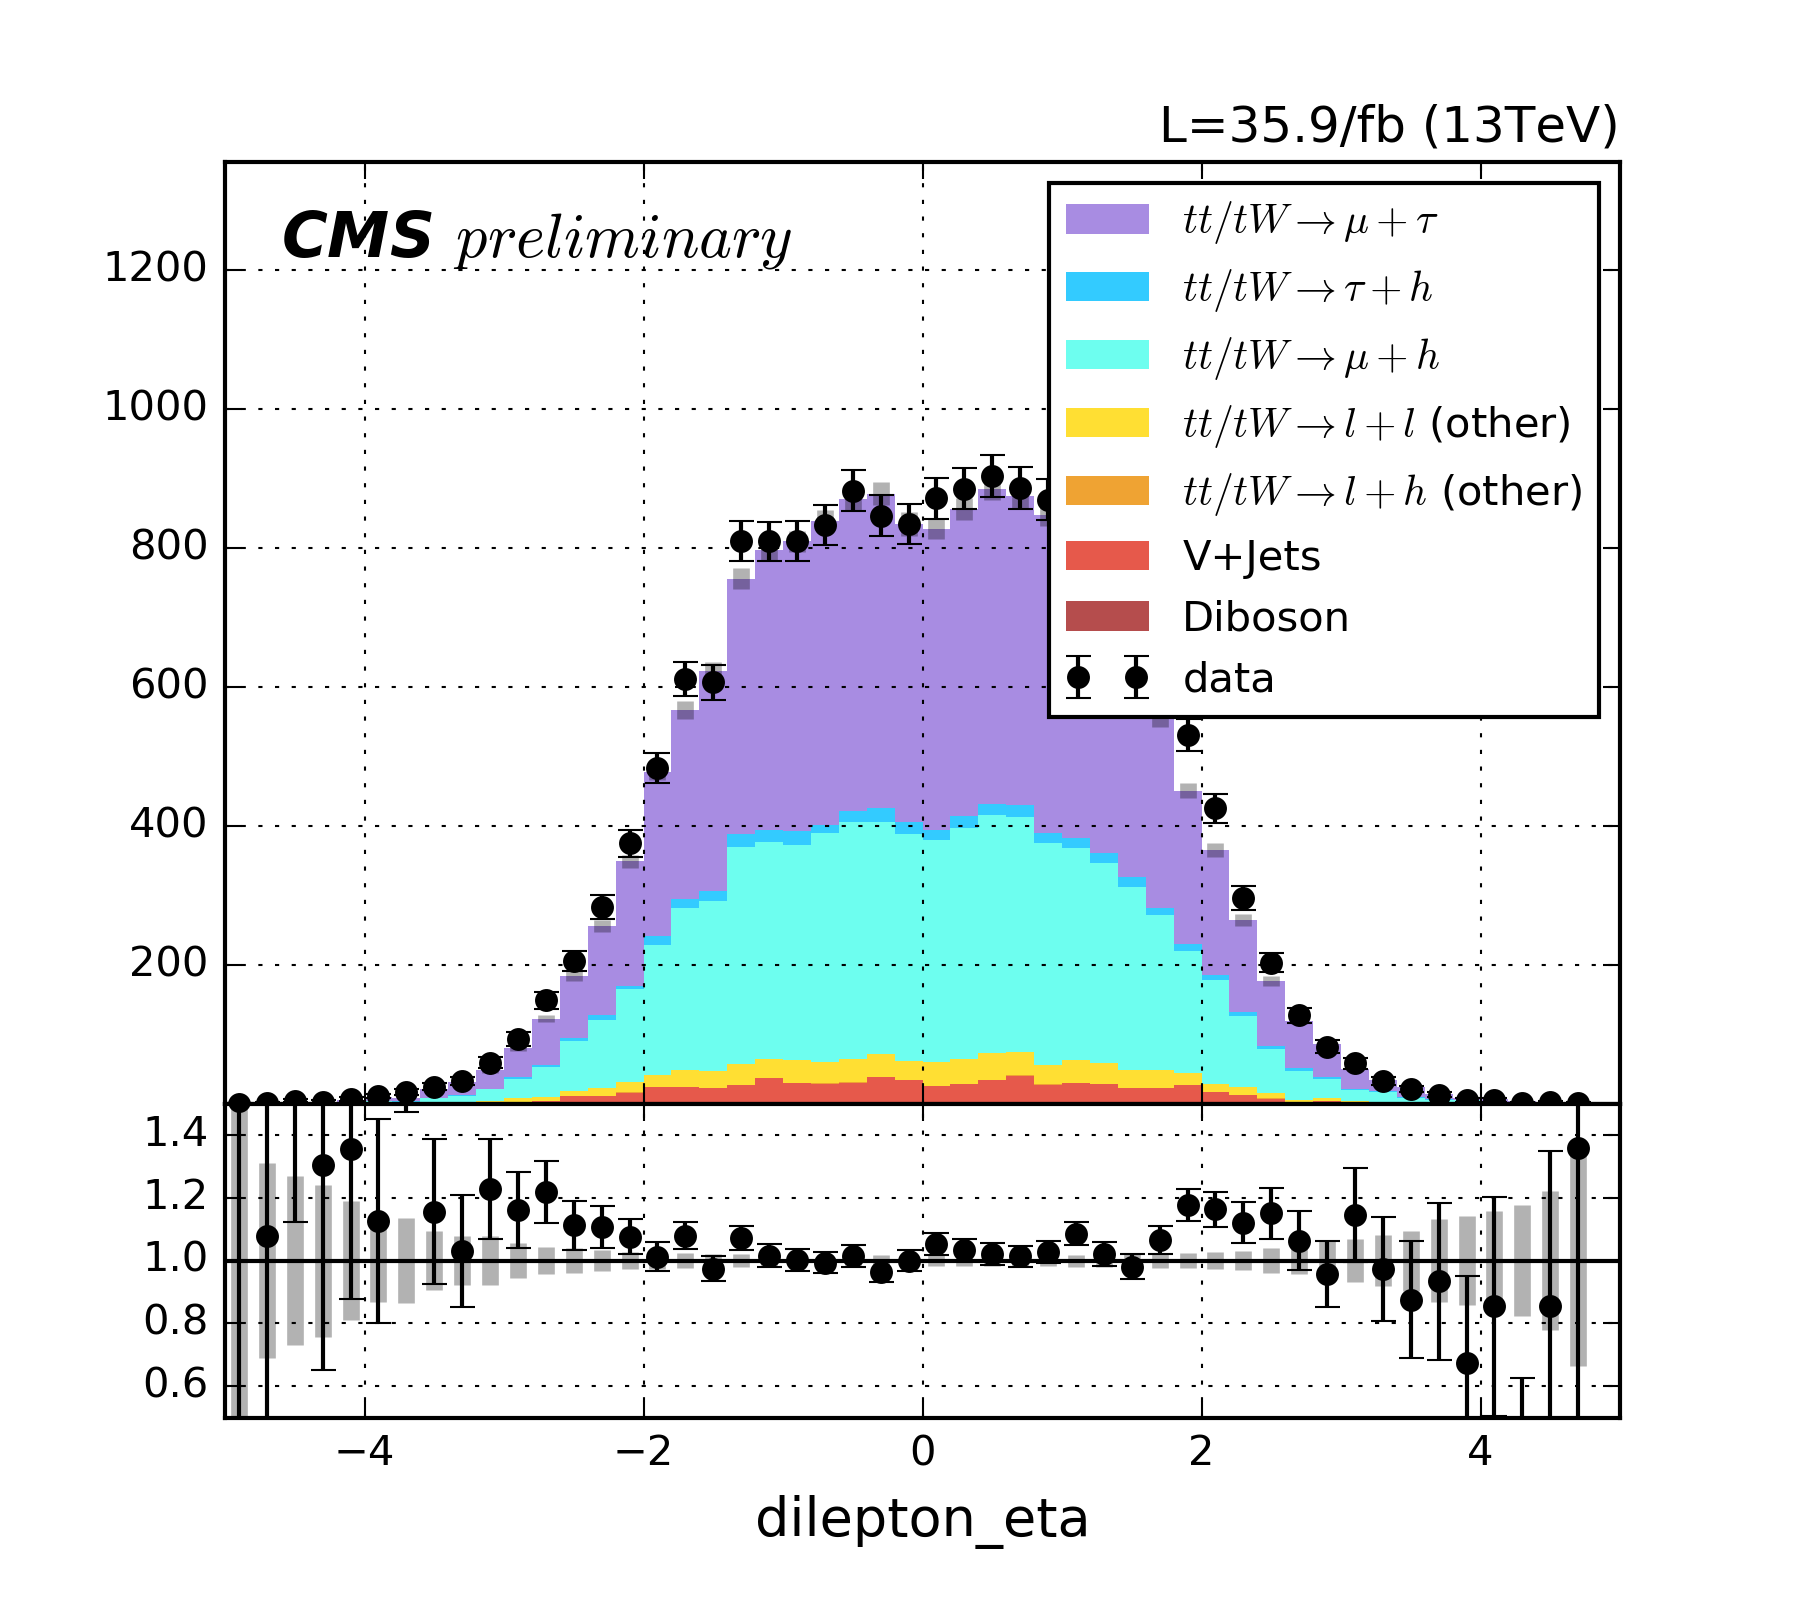 L=35.9/fb (13TeV)
CMS preliminary
tt/tW→μ+τ
tt/tW→τ+h
tt/tW→μ+h
tt/tW→l+l (other)
tt/tW→l+h (other)
V+Jets
Diboson
data
1200
1000
800
600
400
200
1.4
1.2
1.0
0.8
0.6
−4 −2 0 2 4
dilepton_eta